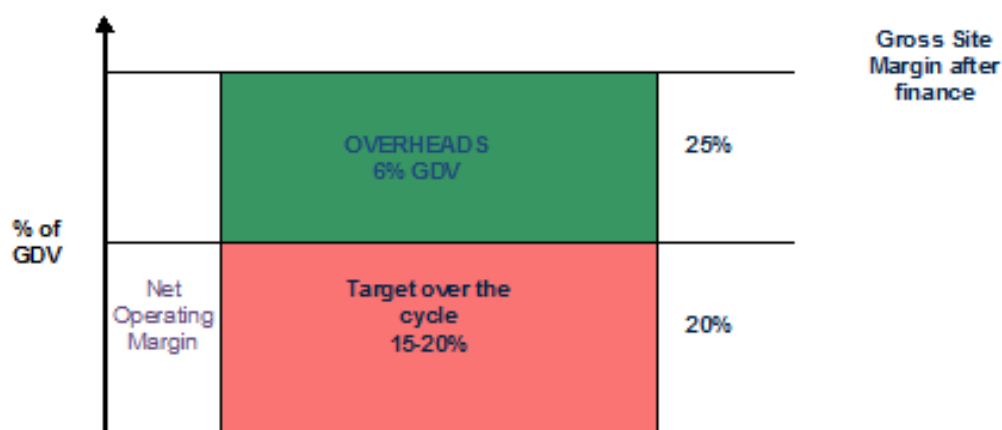 Gross Site
Margin after
finance
OVERHEADS
6% GDV
25%
% of
GDV
Net
Operating
Margin
Target over the
cycle
15-20%
20%